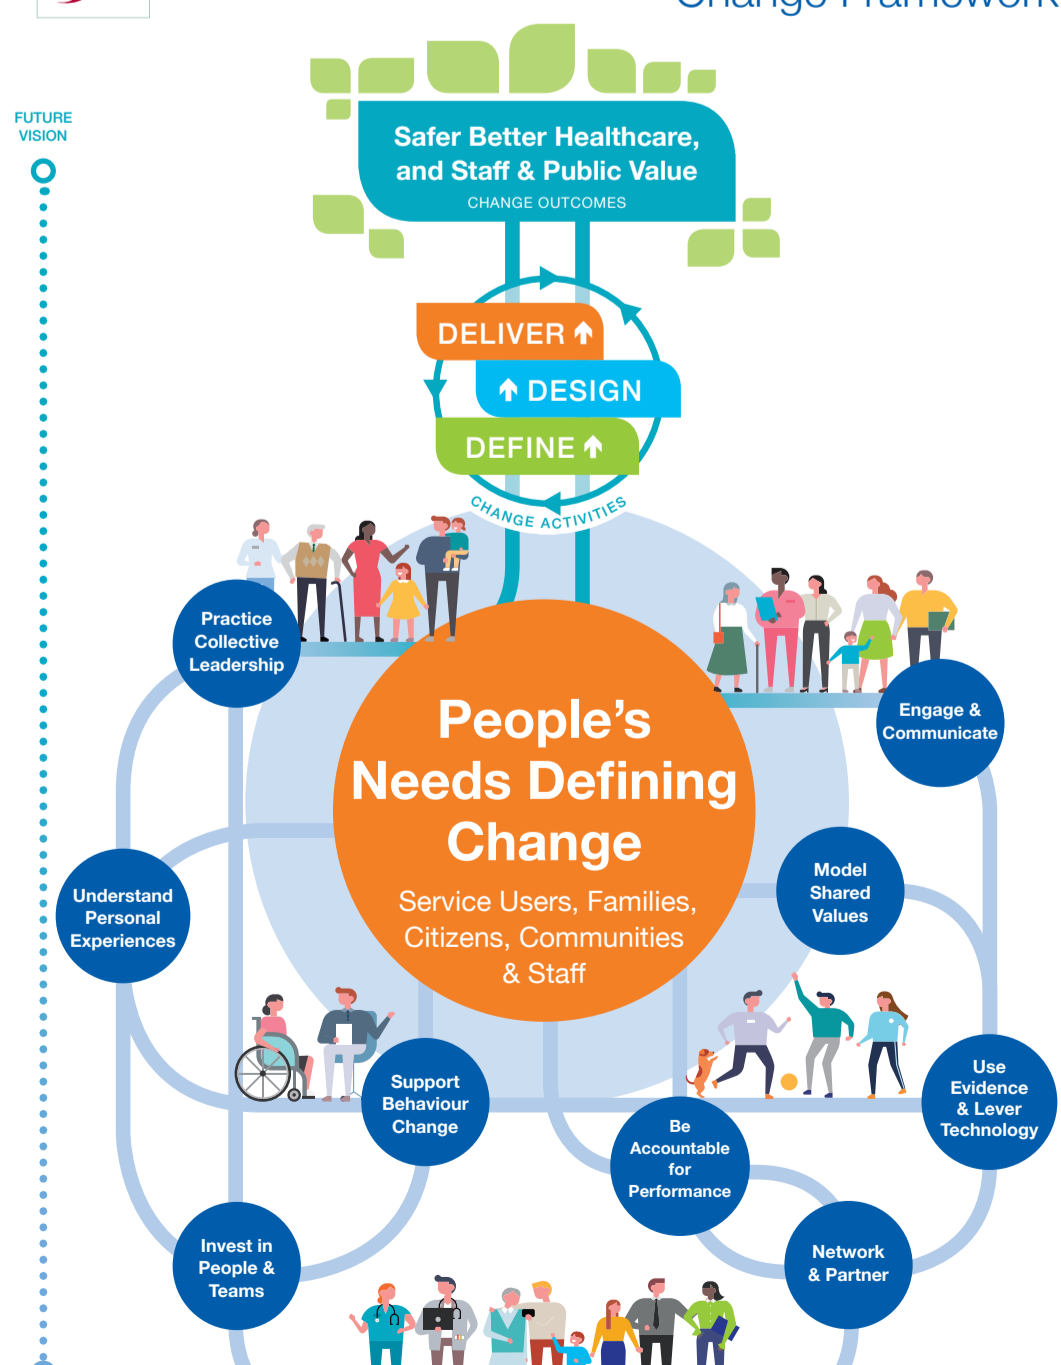 Change Framework
FUTURE
VISION
Safer Better Healthcare,
and Staff & Public Value
CHANGE OUTCOMES
DELIVER
DESIGN
DEFINE
CHANGE ACTIVITIES
Practice
Collective
Leadership
Engage &
Communicate
People’s
Needs Defining
Change
Service Users, Families,
Citizens, Communities
& Staff
Model
Shared
Values
Understand
Personal
Experiences
Support
Behaviour
Change
Use
Evidence
& Lever
Technology
Be
Accountable
for
Performance
Invest in
People &
Teams
Network
& Partner